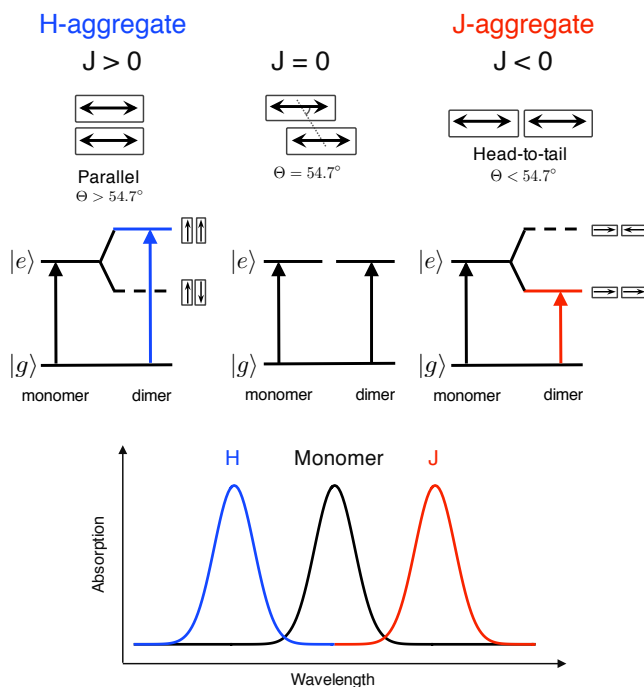 H-aggregate
J-aggregate
J > 0
J = 0
J < 0
Parallel
Θ > 54.7°
Θ = 54.7°
Head-to-tail
Θ < 54.7°
|e⟩
|e⟩
|e⟩
|g⟩
|g⟩
|g⟩
monomer
dimer
monomer
dimer
monomer
dimer
H
Monomer
J
Absorption
Wavelength